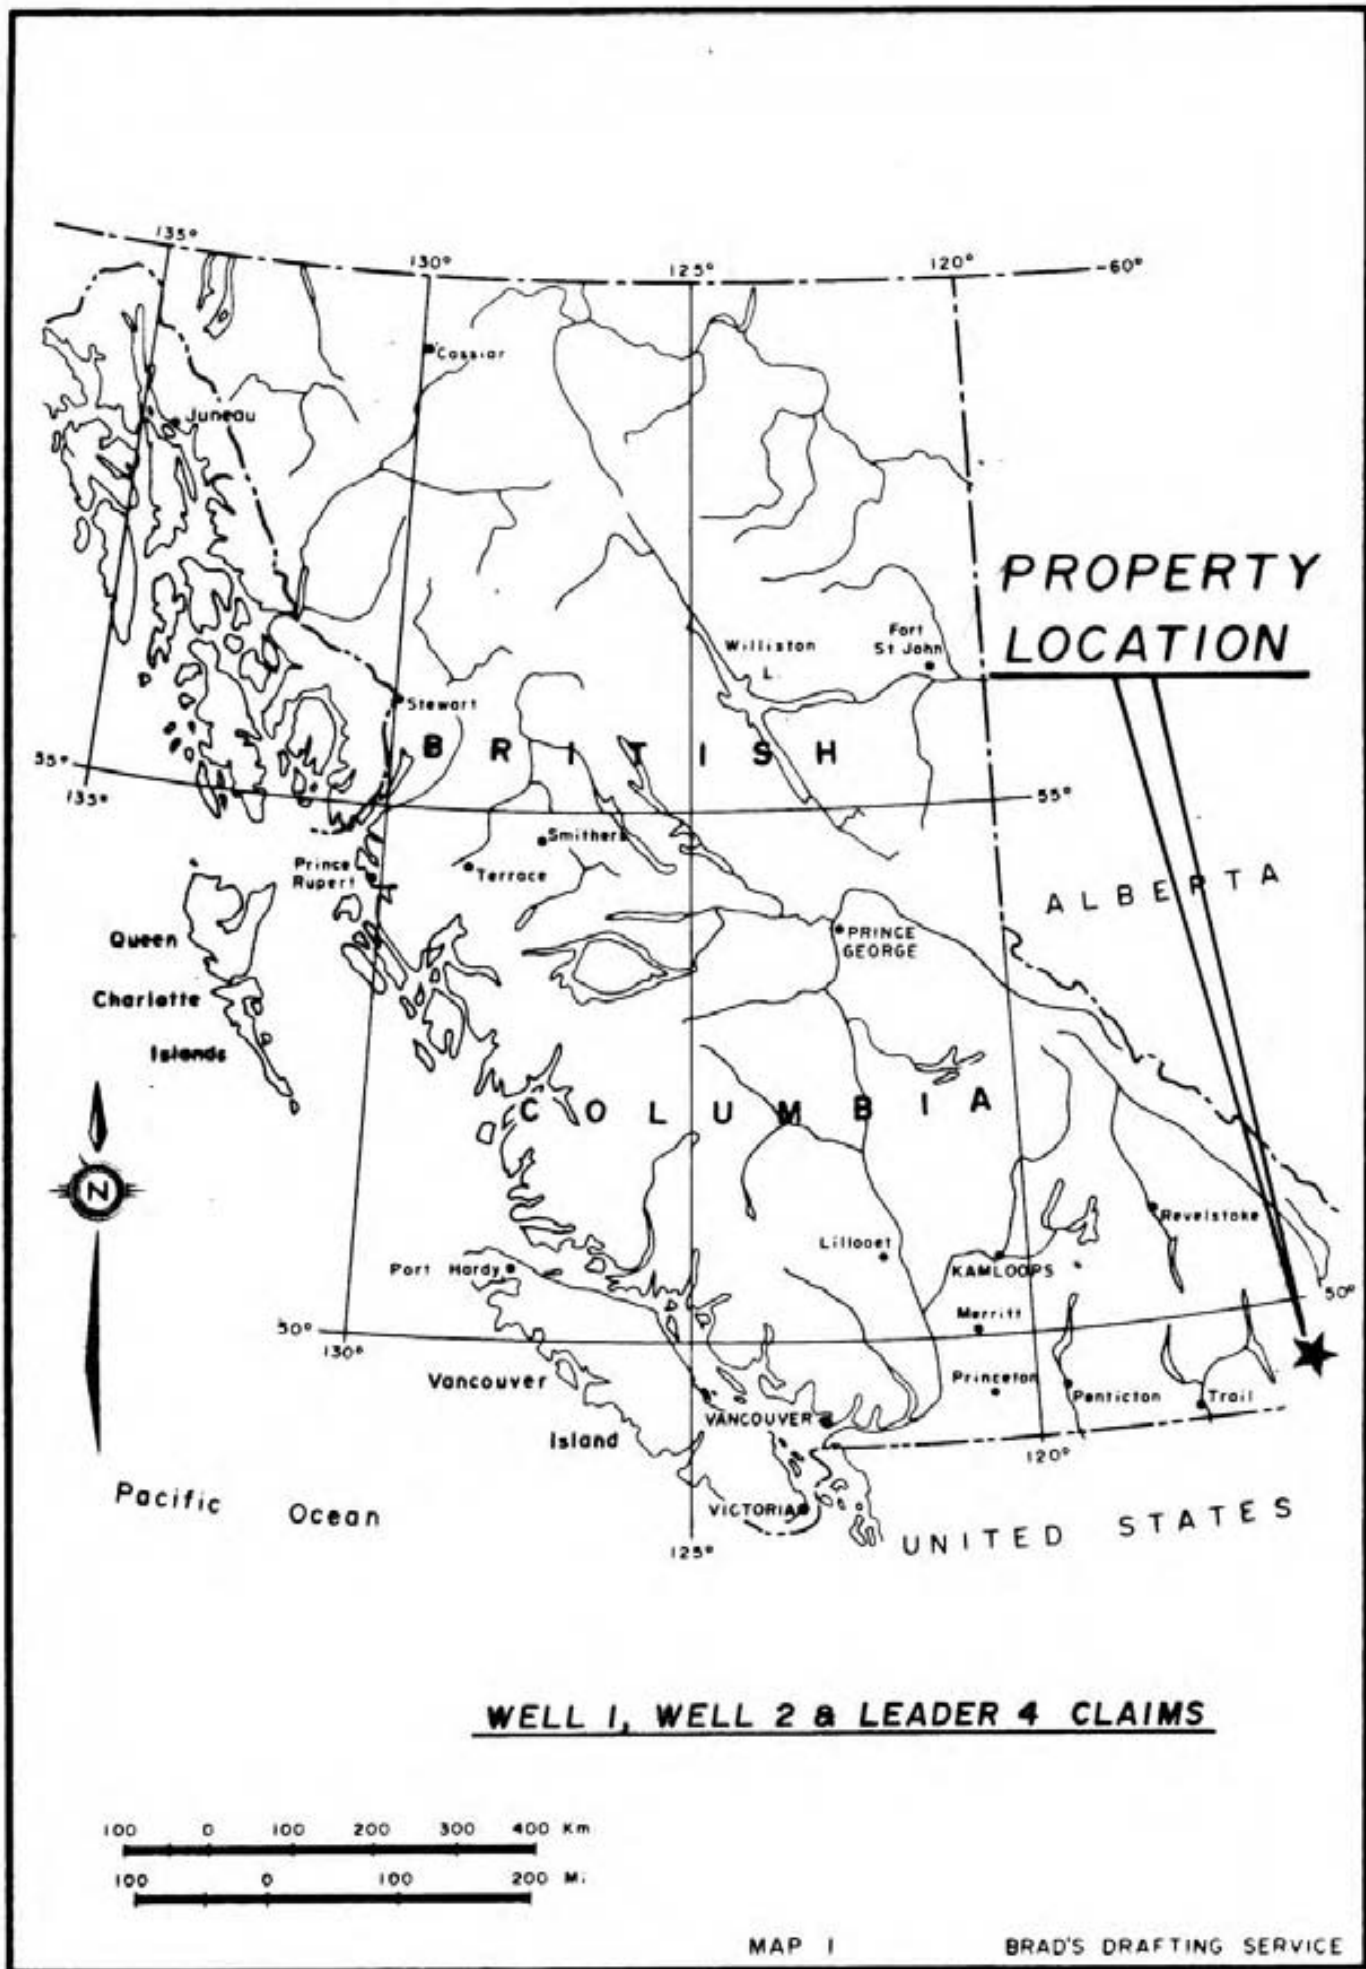 135°
130°
125°
120°
60°
Cassiar
Juneau
PROPERTY
LOCATION
Williston
L.
Fort
St John
Stewart
BRITISH
55°
135°
55°
Smithers
Terrace
Prince
Rupert
ALBERTA
PRINCE
GEORGE
Queen
Charlotte
Islands
COLUMBIA
N
Revelstoke
Lillooet
KAMLOOPS
Port Hardy
50°
Merritt
50°
130°
Vancouver
Island
Princeton
Penticton
Trail
VANCOUVER
120°
Pacific Ocean
VICTORIA
UNITED STATES
125°
WELL 1, WELL 2 & LEADER 4 CLAIMS
100 0 100 200 300 400 Km
100 0 100 200 Mi
MAP 1
BRAD'S DRAFTING SERVICE